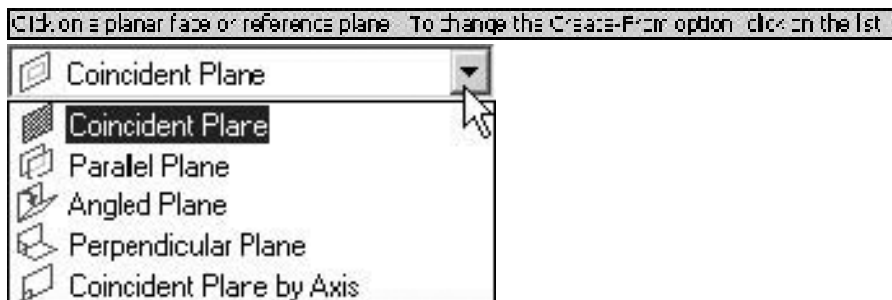 Click on a planar face or reference plane. To change the Create-From option, click on the list.
Coincident Plane
Coincident Plane
Parallel Plane
Angled Plane
Perpendicular Plane
Coincident Plane by Axis